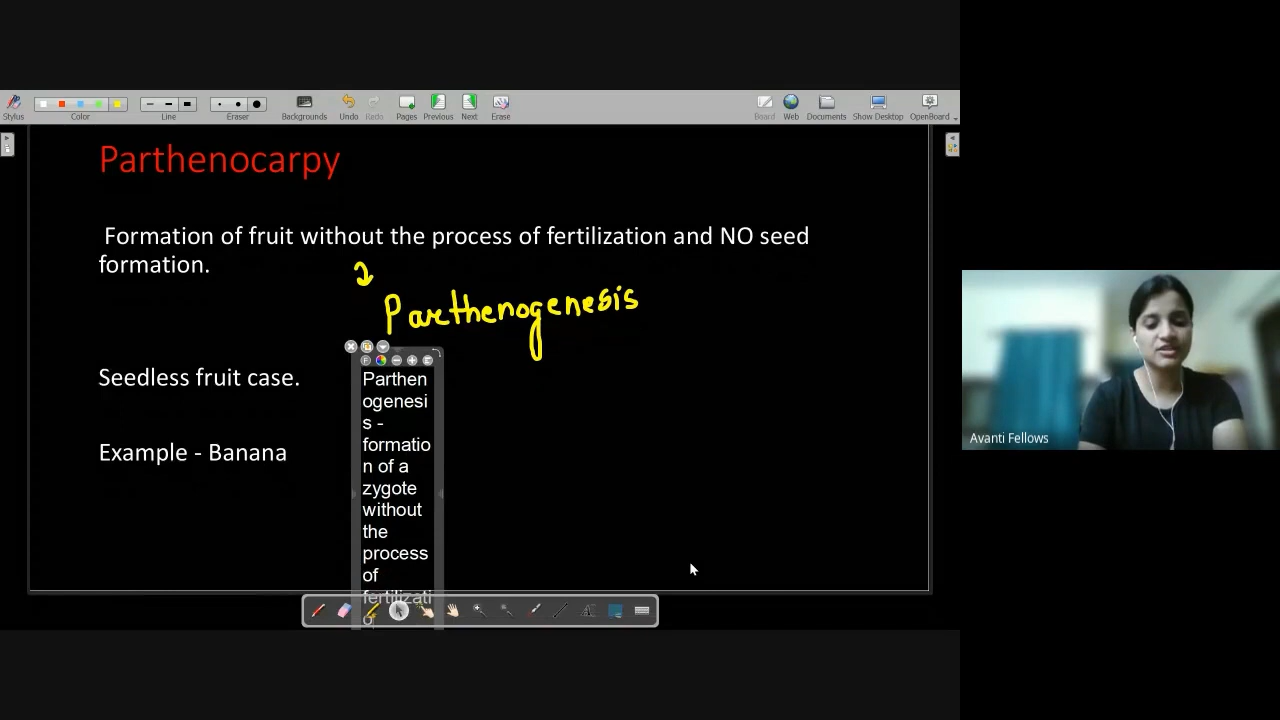 Stylus
Color
Line
Eraser
Backgrounds
Undo
Redo
Pages
Previous
Next
Erase
Board
Web
Documents
Show Desktop
OpenBoard
Parthenocarpy
Formation of fruit without the process of fertilization and NO seed
formation.
Parthenogenesis
Seedless fruit case.
Example - Banana
Parthen
ogenesi
s -
formatio
n of a
zygote
without
the
process
of
fertilizati
o
Avanti Fellows